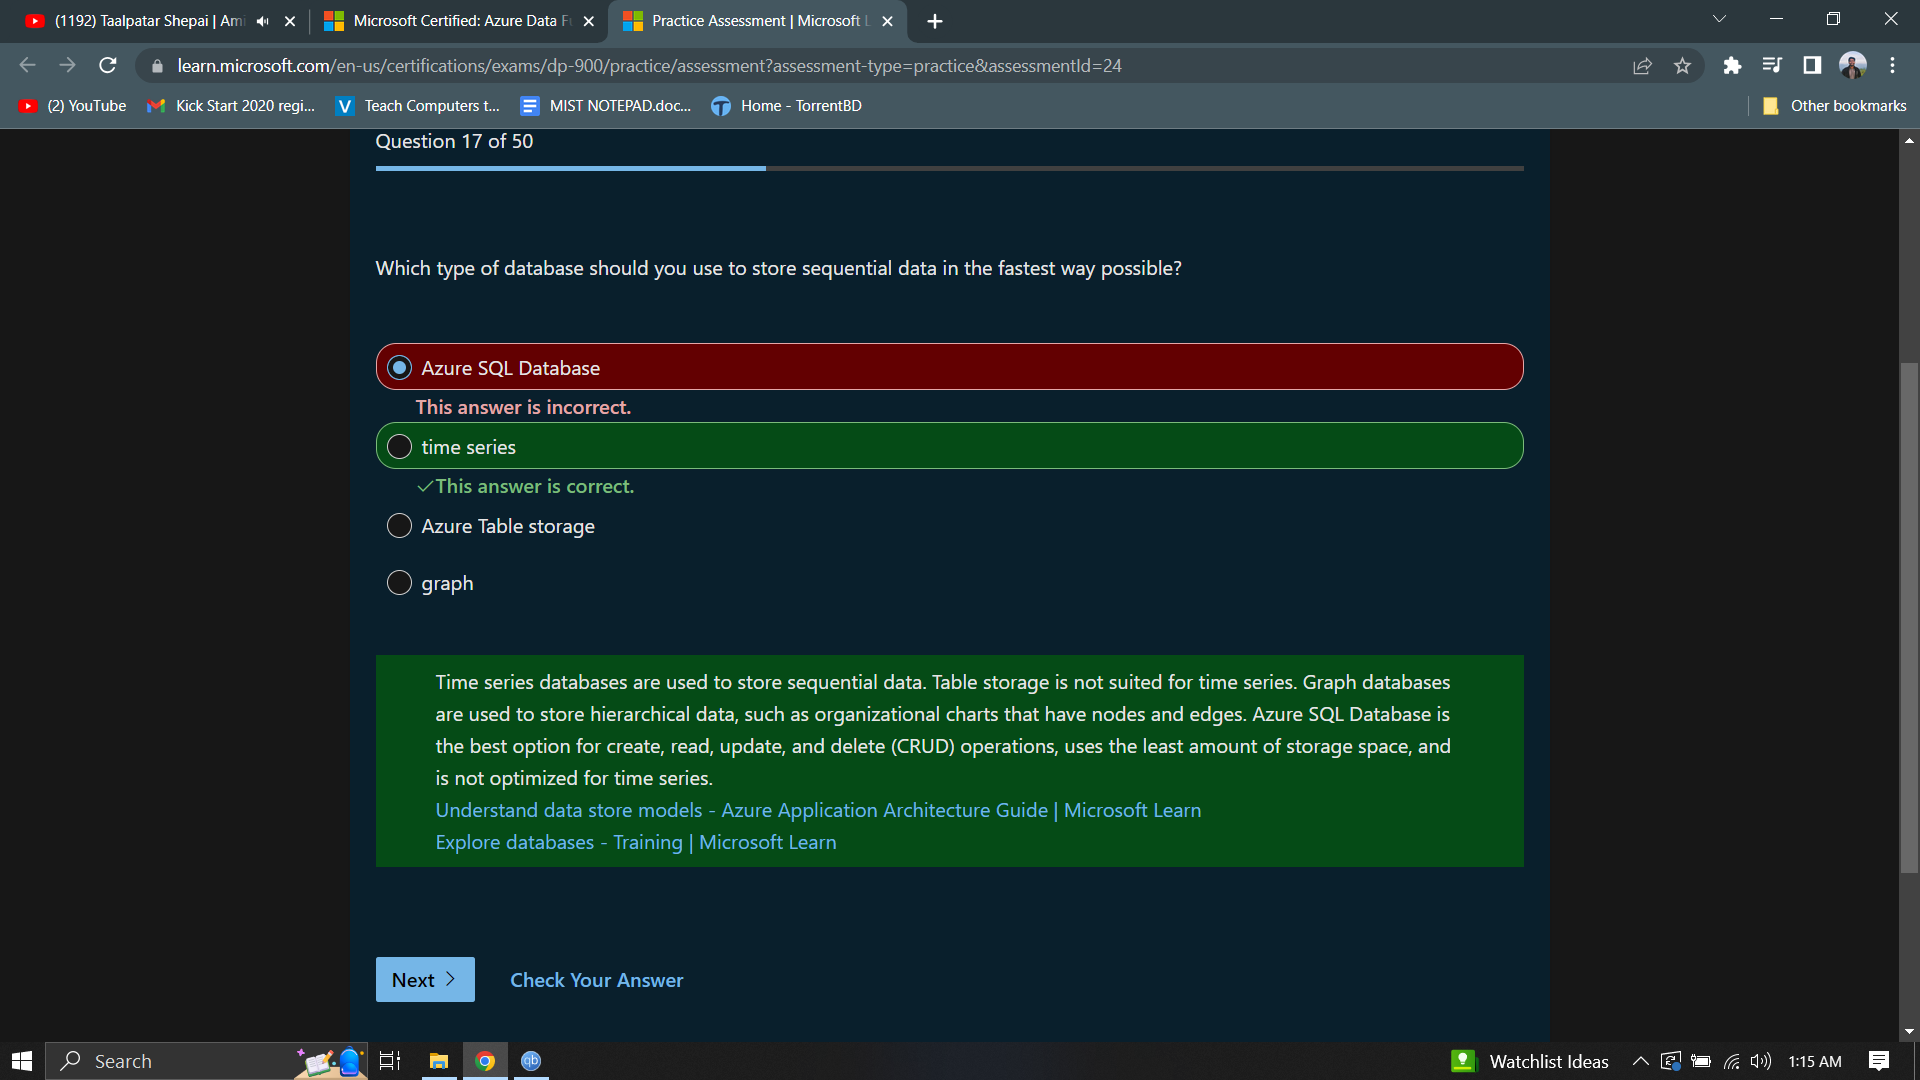 (1192) Taalpatar Shepai | Ami
Microsoft Certified: Azure Data F
Practice Assessment | Microsoft L
learn.microsoft.com/en-us/certifications/exams/dp-900/practice/assessment?assessment-type=practice&assessmentId=24
(2) YouTube
Kick Start 2020 regi...
Teach Computers t...
MIST NOTEPAD.doc...
Home - TorrentBD
Other bookmarks
Question 17 of 50
Which type of database should you use to store sequential data in the fastest way possible?
Azure SQL Database
This answer is incorrect.
time series
This answer is correct.
Azure Table storage
graph
Time series databases are used to store sequential data. Table storage is not suited for time series. Graph databases
are used to store hierarchical data, such as organizational charts that have nodes and edges. Azure SQL Database is
the best option for create, read, update, and delete (CRUD) operations, uses the least amount of storage space, and
is not optimized for time series.
Understand data store models - Azure Application Architecture Guide | Microsoft Learn
Explore databases - Training | Microsoft Learn
Next
Check Your Answer
Search
qb
Watchlist Ideas
1:15 AM